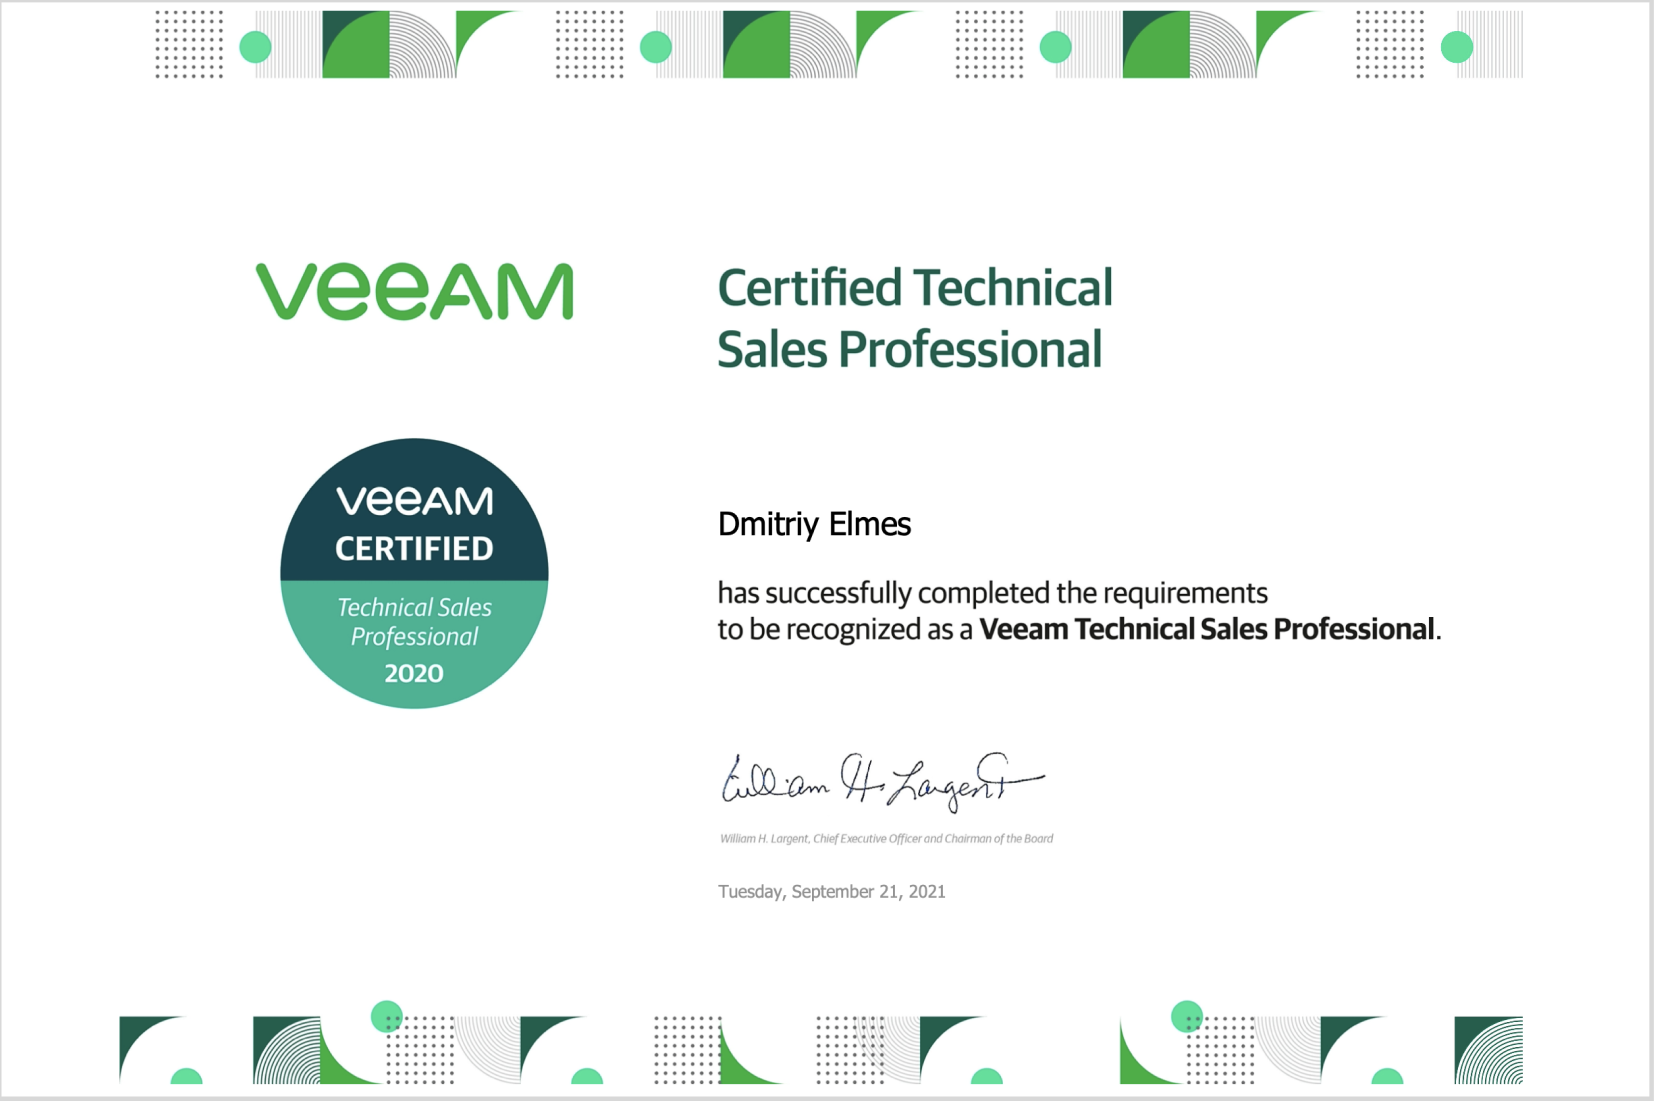 veeAM
Certified Technical
Sales Professional
veeAM
CERTIFIED
Technical Sales
Professional
2020
Dmitriy Elmes
has successfully completed the requirements
to be recognized as a Veeam Technical Sales Professional.
William H. Largent
William H. Largent, Chief Executive Officer and Chairman of the Board
Tuesday, September 21, 2021